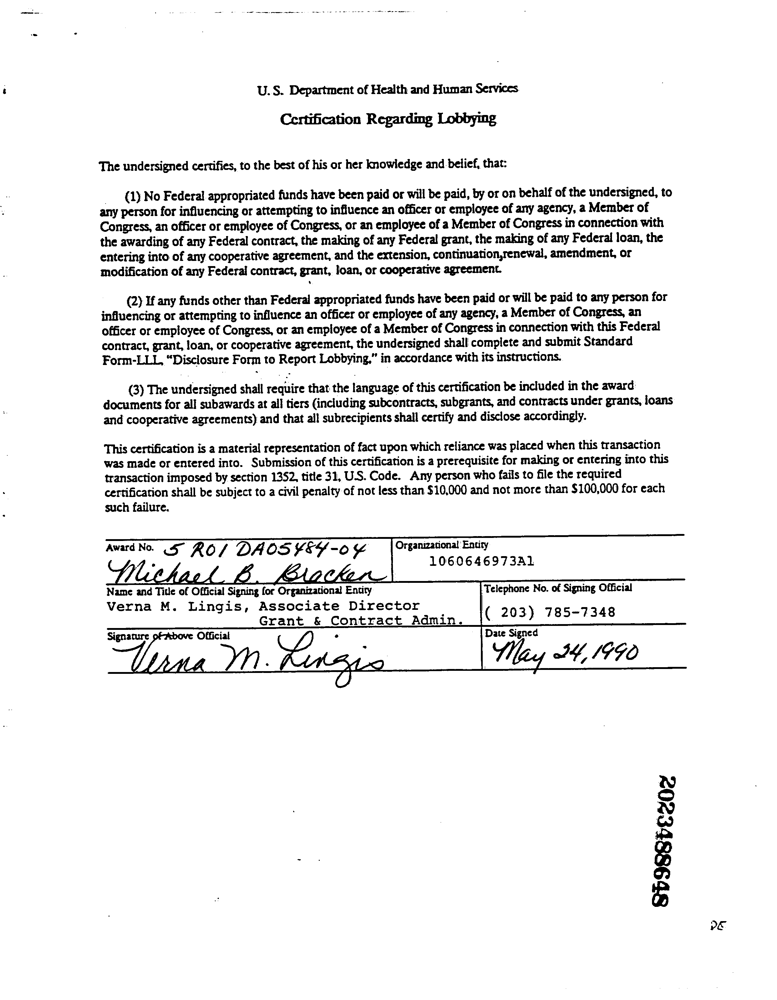 U. S. Department of Health and Human Services
Certification Regarding Lobbying
The undersigned certifies, to the best of his or her knowledge and belief, that:
(1) No Federal appropriated funds have been paid or will be paid, by or on behalf of the undersigned, to
any person for influencing or attempting to influence an officer or employee of any agency, a Member of
Congress, an officer or employee of Congress, or an employee of a Member of Congress in connection with
the awarding of any Federal contract, the making of any Federal grant, the making of any Federal loan, the
entering into of any cooperative agreement, and the extension, continuation,renewal, amendment, or
modification of any Federal contract, grant, loan, or cooperative agreement.
(2) If any funds other than Federal appropriated funds have been paid or will be paid to any person for
influencing or attempting to influence an officer or employee of any agency, a Member of Congress, an
officer or employee of Congress, or an employee of a Member of Congress in connection with this Federal
contract, grant, loan, or cooperative agreement, the undersigned shall complete and submit Standard
Form-LLL, "Disclosure Form to Report Lobbying," in accordance with its instructions.
(3) The undersigned shall require that the language of this certification be included in the award
documents for all subawards at all tiers (including subcontracts, subgrants, and contracts under grants, loans
and cooperative agreements) and that all subrecipients shall certify and disclose accordingly.
This certification is a material representation of fact upon which reliance was placed when this transaction
was made or entered into. Submission of this certification is a prerequisite for making or entering into this
transaction imposed by section 1352, title 31, U.S. Code. Any person who fails to file the required
certification shall be subject to a civil penalty of not less than $10,000 and not more than $100,000 for each
such failure.
Award No. 5 R01 DA05484-04
Michael B. Bracken
Organizational Entity
1060646973A1
Name and Title of Official Signing for Organizational Entity
Verna M. Lingis, Associate Director
Grant & Contract Admin.
Telephone No. of Signing Official
( 203) 785-7348
Signature of Above Official
Verna M. Lingis
Date Signed
May 24, 1990
2023488648